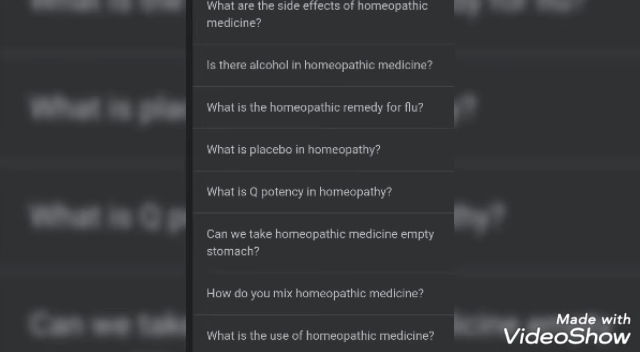 What are the side effects of homeopathic
medicine?
Is there alcohol in homeopathic medicine?
What is the homeopathic remedy for flu?
What is placebo in homeopathy?
What is Q potency in homeopathy?
Can we take homeopathic medicine empty
stomach?
How do you mix homeopathic medicine?
What is the use of homeopathic medicine?
Made with
VideoShow